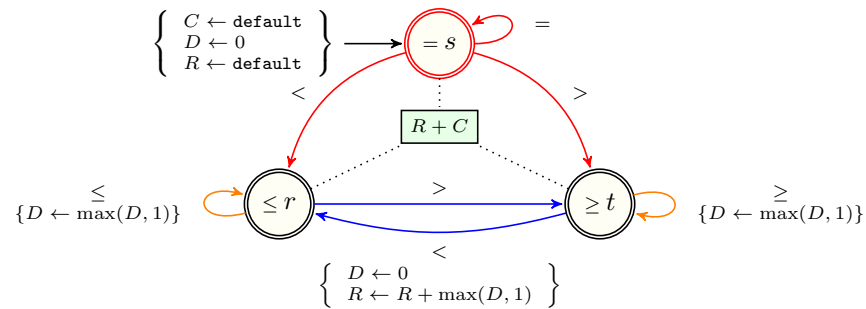 C ← default
D ← 0
R ← default
= s
=
<
>
R + C
≤
{D ← max(D, 1)}
≤ r
>
≥ t
≥
{D ← max(D, 1)}
<
D ← 0
R ← R + max(D, 1)